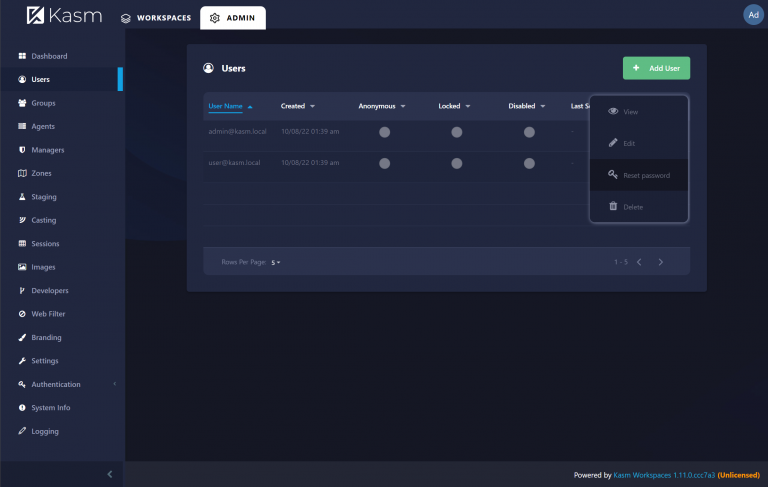 Kasm
WORKSPACES
ADMIN
Ad
Dashboard
Users
Groups
Agents
Managers
Zones
Staging
Casting
Sessions
Images
Developers
Web Filter
Branding
Settings
Authentication
System Info
Logging
Users
+ Add User
User Name Created Anonymous Locked Disabled Last S
admin@kasm.local 10/08/22 01:39 am -
user@kasm.local 10/08/22 01:39 am -
View
Edit
Reset password
Delete
Rows Per Page: 5 1 - 5
Powered by Kasm Workspaces 1.11.0.ccc7a3 (Unlicensed)